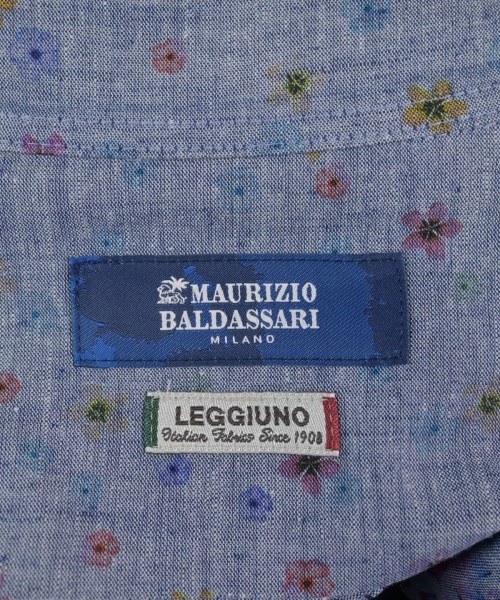 MAURIZIO
BALDASSARI
MILANO
LEGGIUNO
Italian Fabrics Since 1908